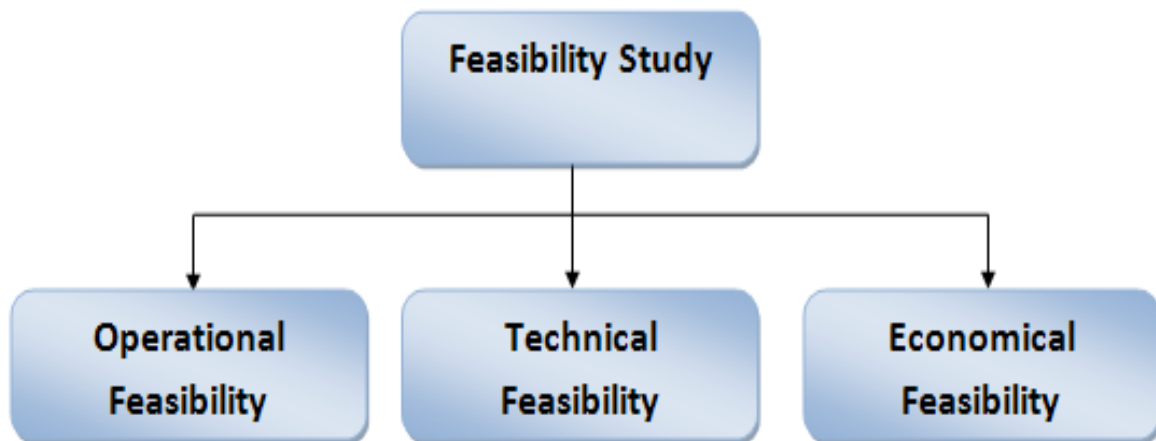 Feasibility Study
Operational
Feasibility
Technical
Feasibility
Economical
Feasibility